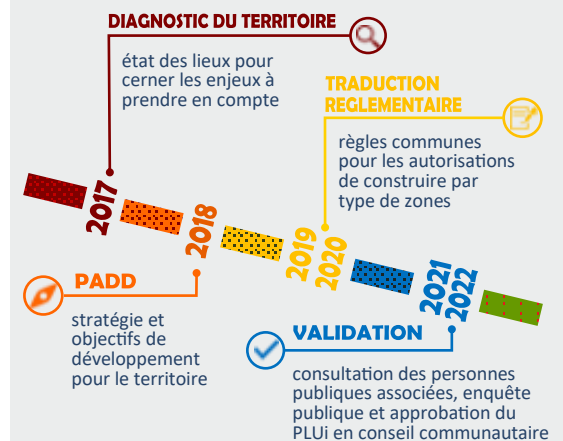 DIAGNOSTIC DU TERRITOIRE
état des lieux pour
cerner les enjeux à
prendre en compte
TRADUCTION
REGLEMENTAIRE
règles communes
pour les autorisations
de construire par
type de zones
2017
2018
2019
2020
2021
2022
PADD
stratégie et
objectifs de
développement
pour le territoire
VALIDATION
consultation des personnes
publiques associées, enquête
publique et approbation du
PLUi en conseil communautaire